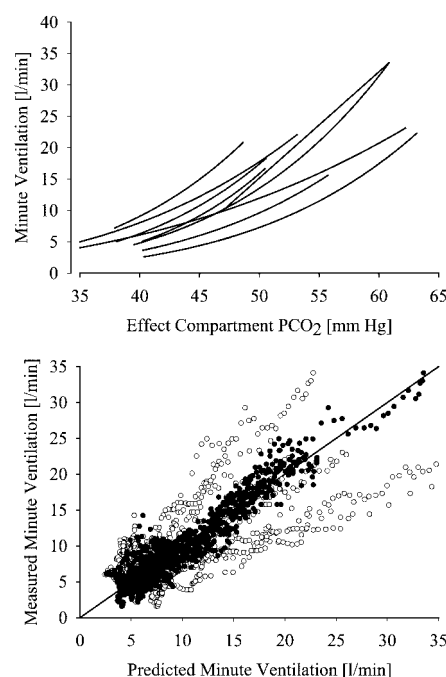 Minute Ventilation [l/min]
40
35
30
25
20
15
10
5
0
35 40 45 50 55 60 65
Effect Compartment PCO₂ [mm Hg]
Measured Minute Ventilation [l/min]
35
30
25
20
15
10
5
0
0 5 10 15 20 25 30 35
Predicted Minute Ventilation [l/min]